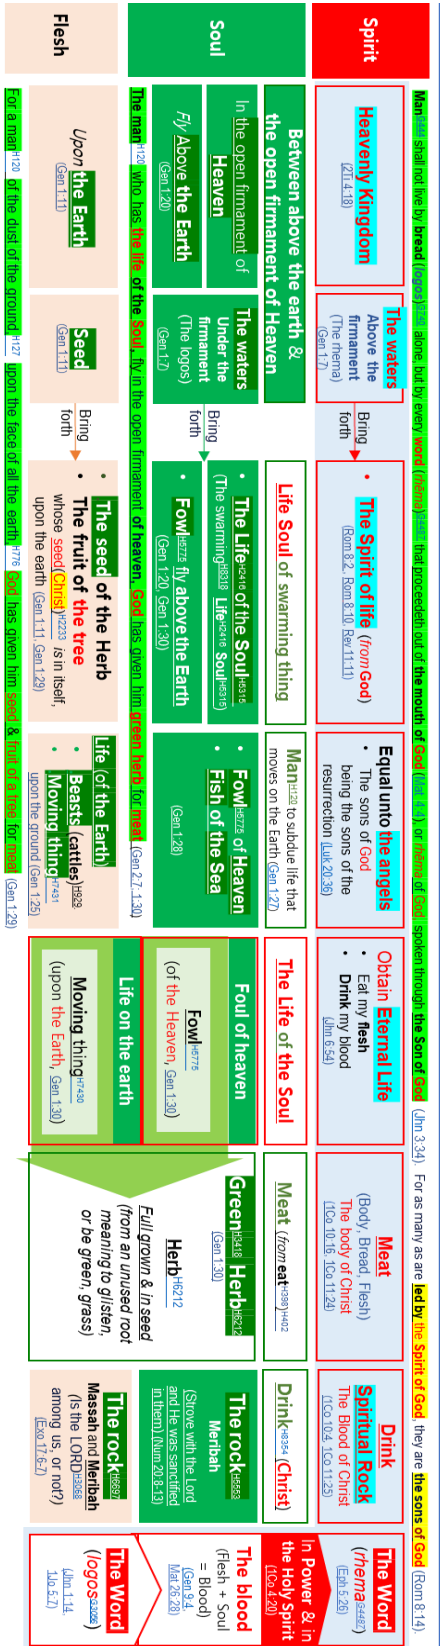 Man G444 shall not live by bread (logos) G3740 alone, but by every word (rhēma) G4487 that proceedeth out of the mouth of God (Mat 4:4), or rhēma of God spoken through the Son of God (Jhn 3:34). For as many as are led by the Spirit of God, they are the sons of God (Rom 8:14).
Spirit
Heavenly Kingdom
(2Ti 4:18)
The waters
Above the
firmament
(The rhema)
(Gen 1:7)
Bring
forth
• The Spirit of life (from God)
(Rom 8:2, Rom 8:10, Rev 11:11)
Equal unto the angels
• The sons of God
being the sons of the
resurrection (Luk 20:36)
Obtain Eternal Life
• Eat my flesh
• Drink my blood
(Jhn 6:54)
Meat
(Body, Bread, Flesh)
The body of Christ
(1Co 10:16, 1Co 11:24)
Drink
Spiritual Rock
The Blood of Christ
(1Co 10:4, 1Co 11:25)
The Word
(rhema G4487)
(Eph 5:26)
Soul
Between above the earth &
the open firmament of Heaven
In the open firmament of
Heaven
Fly Above the Earth
(Gen 1:20)
The waters
Under the
firmament
(The logos)
(Gen 1:7)
Bring
forth
Life Soul of swarming thing
• The Life H2416 of the Soul H5315
(The swarming H8318 Life H2416 Soul H5315)
• Fowl H5775 fly above the Earth
(Gen 1:20, Gen 1:30)
Man H120 to subdue life that
moves on the Earth (Gen 1:27)
• Fowl H5775 of Heaven
• Fish of the Sea
(Gen 1:28)
The Life of the Soul
Foul of heaven
Fowl H5775
(of the Heaven, Gen 1:30)
Life on the earth
Moving thing H7430
(upon the Earth, Gen 1:30)
Meat (from eat H398) H402
Green H3418 Herb H6212
(Gen 1:30)
Herb H6212
Full grown & in seed
(from an unused root
meaning to glisten,
or be green, grass)
Drink H8354 (Christ)
The rock H5553
Meribah
(Strove with the Lord
and He was sanctified
in them) (Num 20:8-13)
In Power & in
the Holy Spirit
(1Co 4:20)
The blood
(Flesh + Soul
= Blood)
(Gen 9:4,
Mat 26:28)
The man H120 who has the life of the Soul, fly in the open firmament of heaven, God has given him green herb for meat (Gen 2:7; 1:30)
Flesh
Upon the Earth
(Gen 1:11)
Seed
(Gen 1:11)
Bring
forth
• The seed of the Herb
• The fruit of the tree
whose seed(Christ) H2233 is in itself,
upon the earth (Gen 1:11, Gen 1:29)
Life (of the Earth)
• Beasts (cattles) H929
• Moving thing H7431
upon the ground (Gen 1:25)
The rock H6697
Massah and Meribah
(Is the LORD H3068
among us, or not?)
(Exo 17:6-7)
The Word
(logos G3056)
(Jhn 1:14,
1Jo 5:7)
For a man H120 of the dust of the ground H127 upon the face of all the earth H776 God has given him seed & fruit of a tree for meat (Gen 1:29)